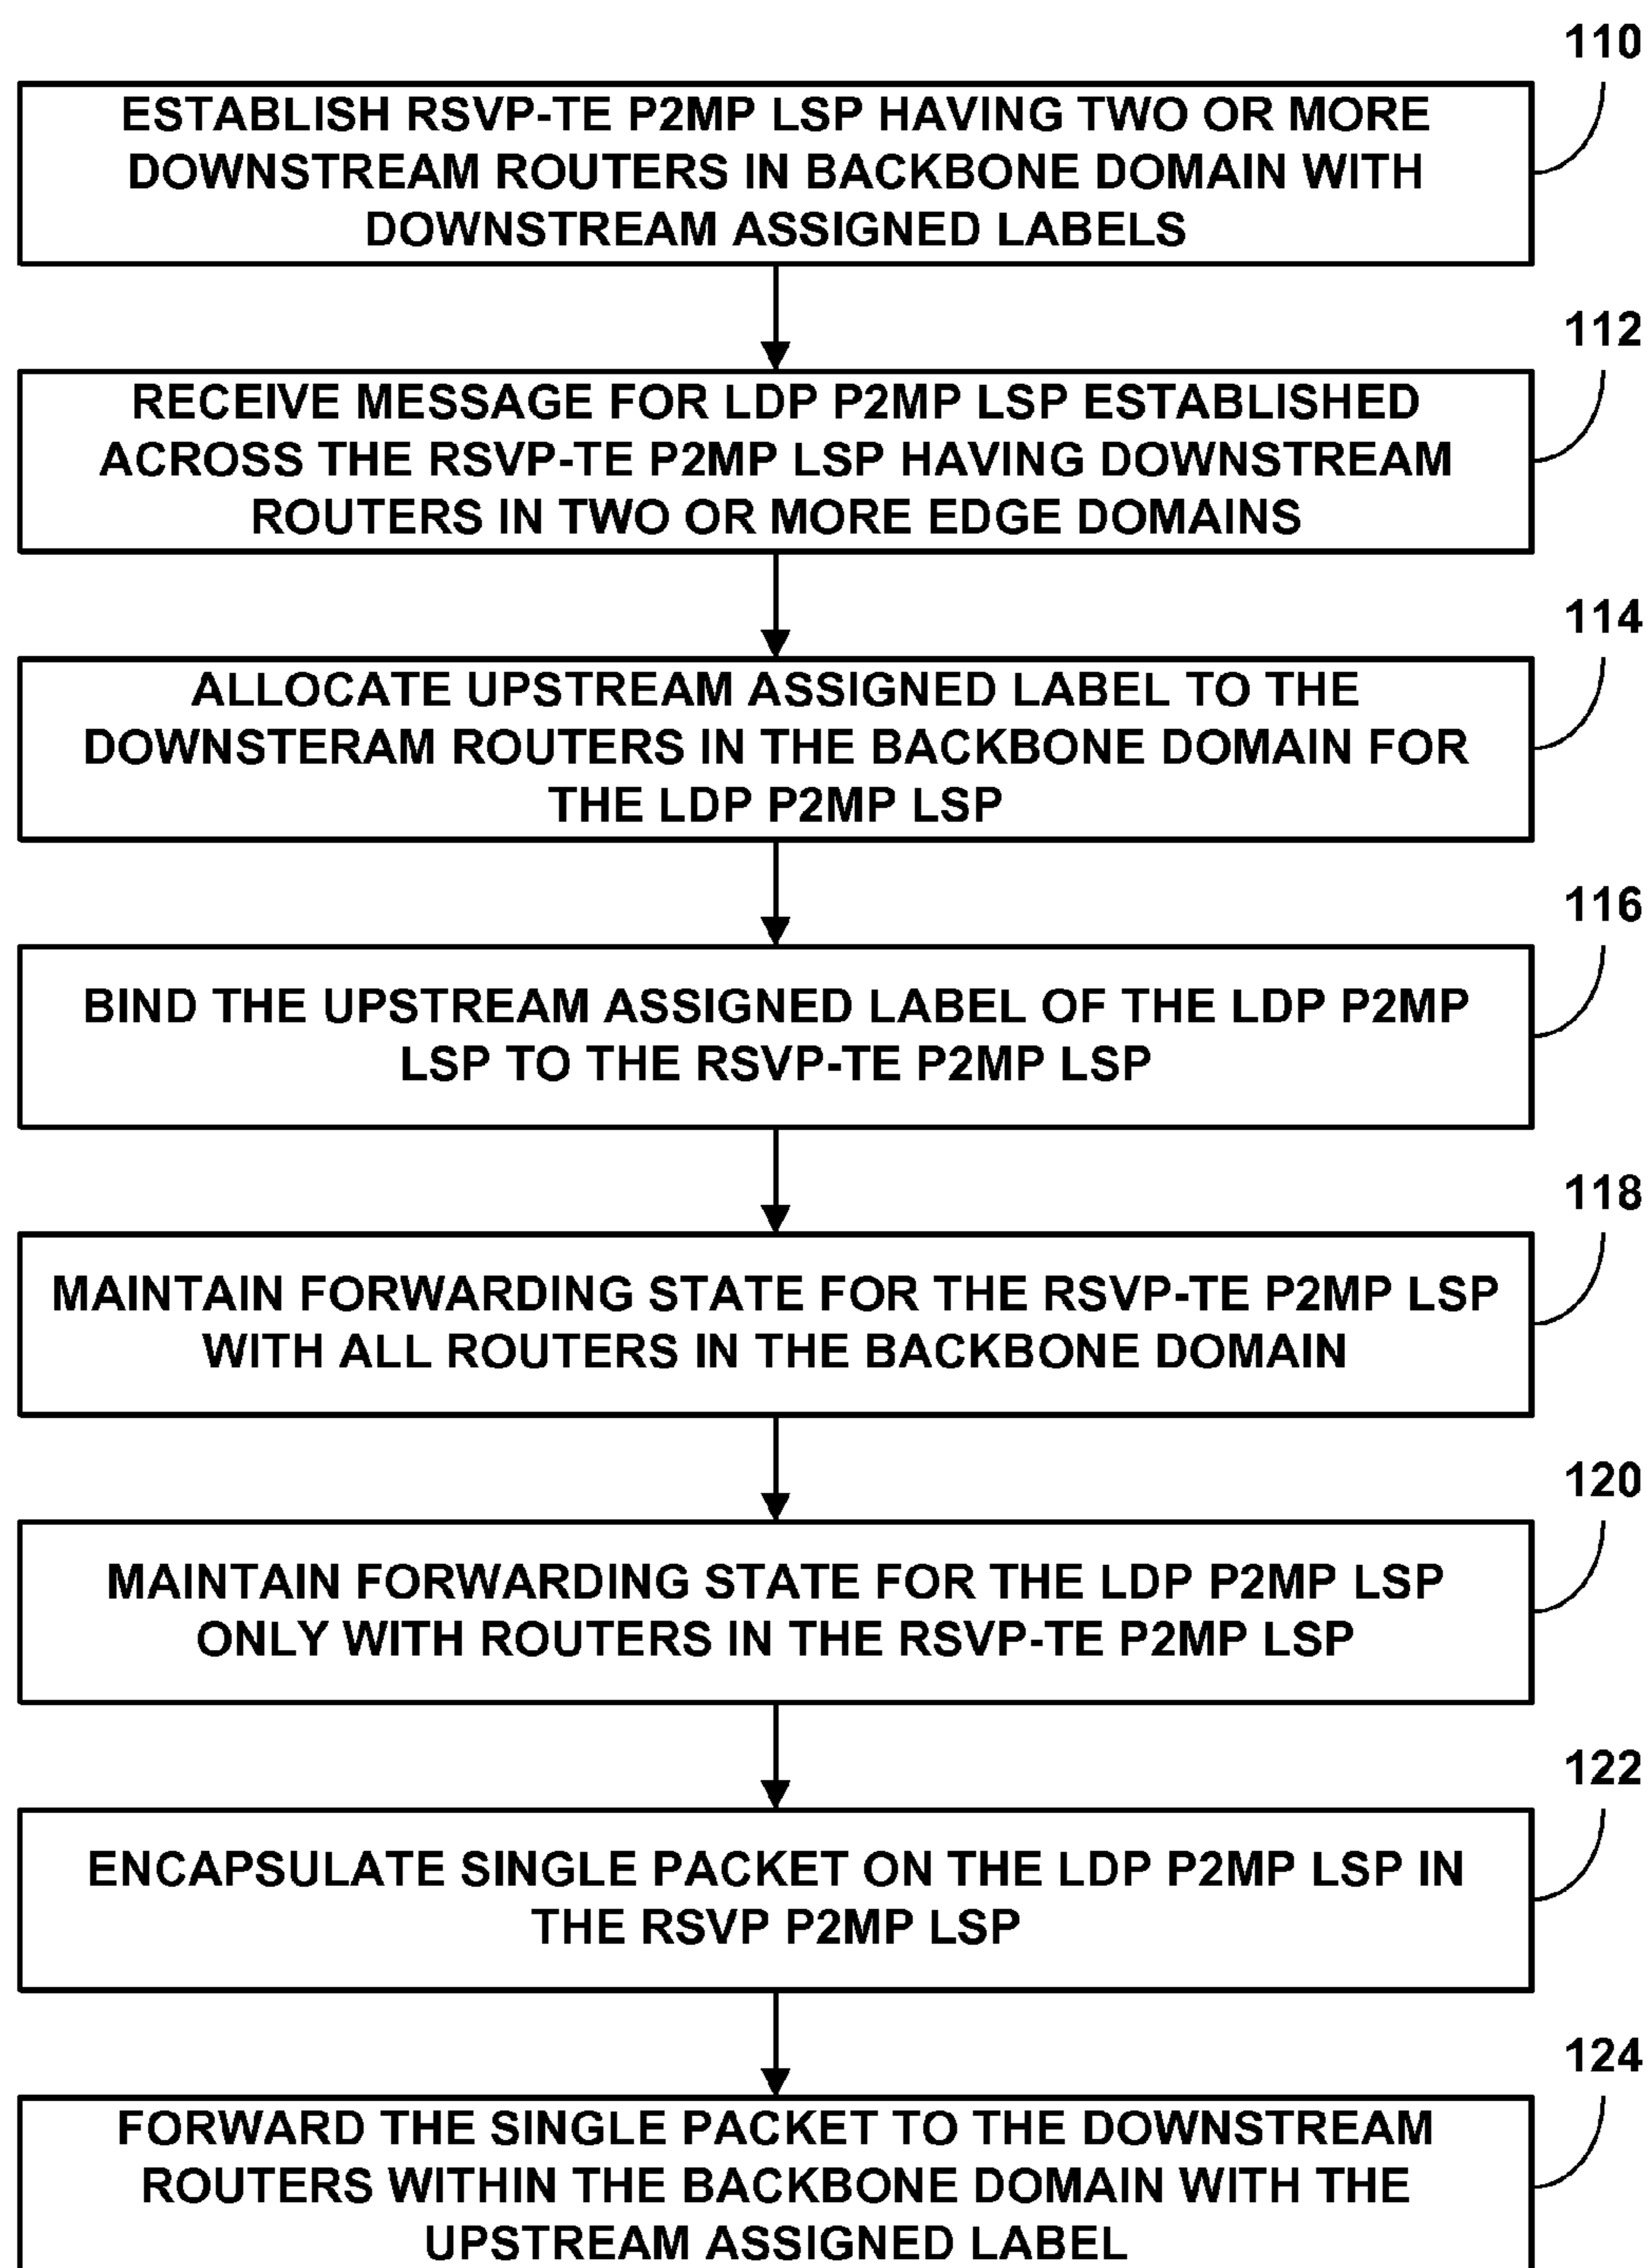 110
ESTABLISH RSVP-TE P2MP LSP HAVING TWO OR MORE
DOWNSTREAM ROUTERS IN BACKBONE DOMAIN WITH
DOWNSTREAM ASSIGNED LABELS
112
RECEIVE MESSAGE FOR LDP P2MP LSP ESTABLISHED
ACROSS THE RSVP-TE P2MP LSP HAVING DOWNSTREAM
ROUTERS IN TWO OR MORE EDGE DOMAINS
114
ALLOCATE UPSTREAM ASSIGNED LABEL TO THE
DOWNSTERAM ROUTERS IN THE BACKBONE DOMAIN FOR
THE LDP P2MP LSP
116
BIND THE UPSTREAM ASSIGNED LABEL OF THE LDP P2MP
LSP TO THE RSVP-TE P2MP LSP
118
MAINTAIN FORWARDING STATE FOR THE RSVP-TE P2MP LSP
WITH ALL ROUTERS IN THE BACKBONE DOMAIN
120
MAINTAIN FORWARDING STATE FOR THE LDP P2MP LSP
ONLY WITH ROUTERS IN THE RSVP-TE P2MP LSP
122
ENCAPSULATE SINGLE PACKET ON THE LDP P2MP LSP IN
THE RSVP P2MP LSP
124
FORWARD THE SINGLE PACKET TO THE DOWNSTREAM
ROUTERS WITHIN THE BACKBONE DOMAIN WITH THE
UPSTREAM ASSIGNED LABEL